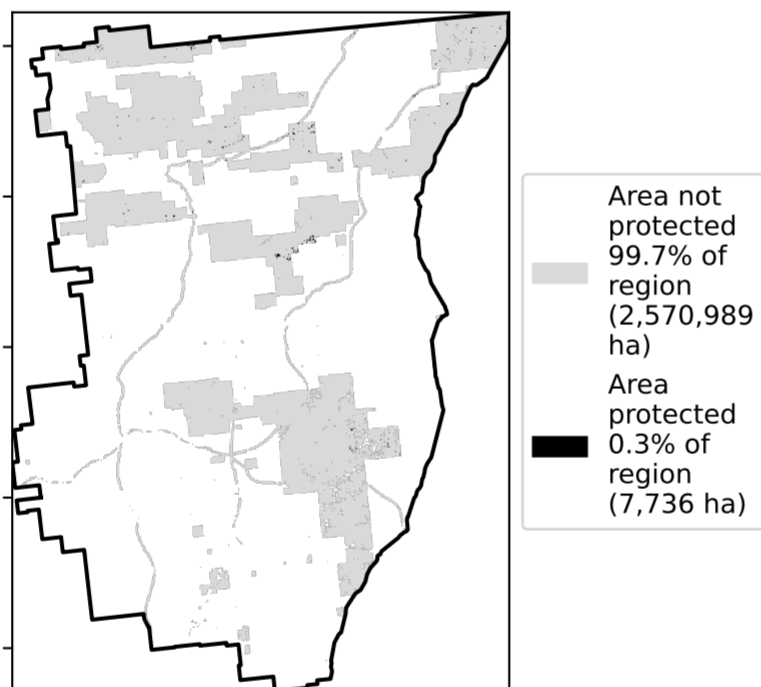 Area not
protected
99.7% of
region
(2,570,989
ha)
Area
protected
0.3% of
region
(7,736 ha)